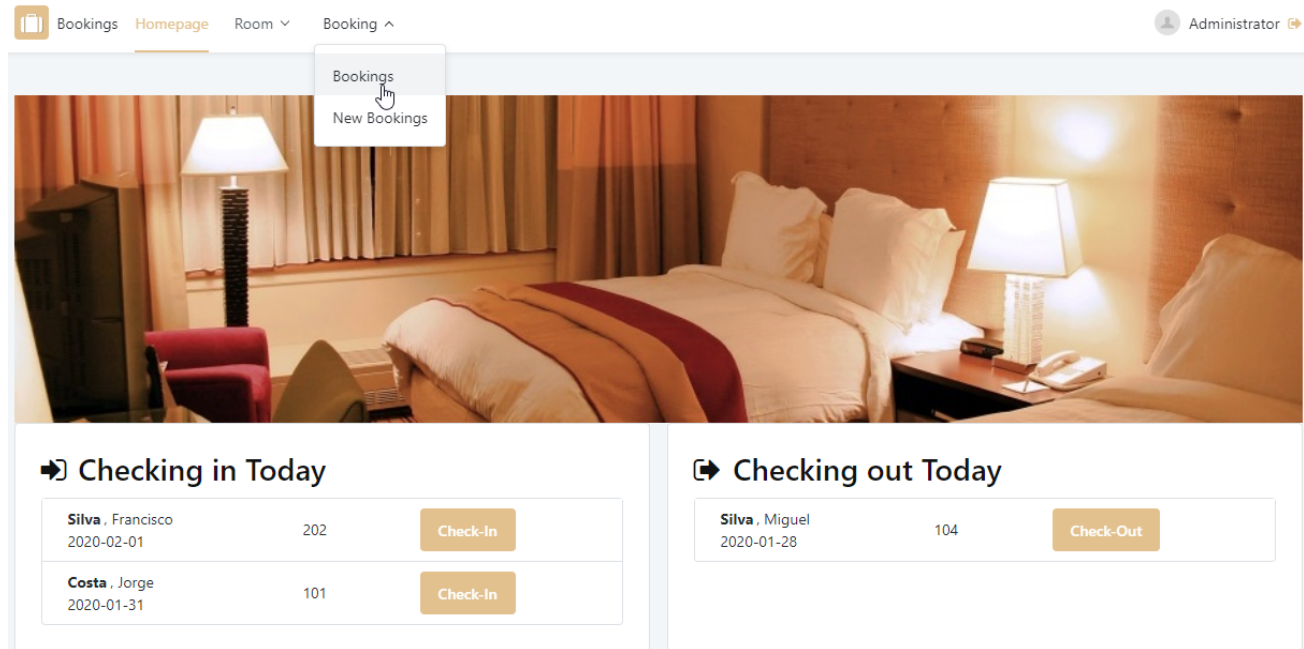 Bookings Homepage Room Booking Administrator
Bookings
New Bookings
Checking in Today
Silva , Francisco
2020-02-01
202
Check-In
Costa , Jorge
2020-01-31
101
Check-In
Checking out Today
Silva , Miguel
2020-01-28
104
Check-Out